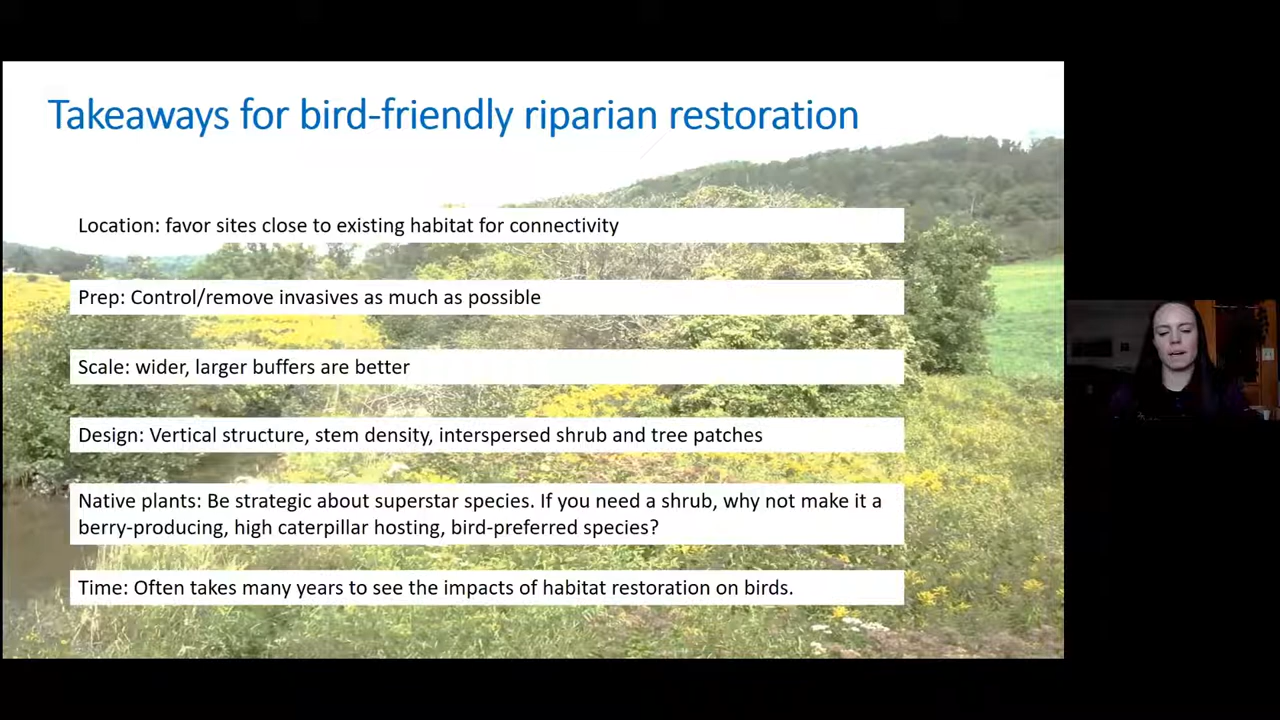 Takeaways for bird-friendly riparian restoration
Location: favor sites close to existing habitat for connectivity
Prep: Control/remove invasives as much as possible
Scale: wider, larger buffers are better
Design: Vertical structure, stem density, interspersed shrub and tree patches
Native plants: Be strategic about superstar species. If you need a shrub, why not make it a
berry-producing, high caterpillar hosting, bird-preferred species?
Time: Often takes many years to see the impacts of habitat restoration on birds.